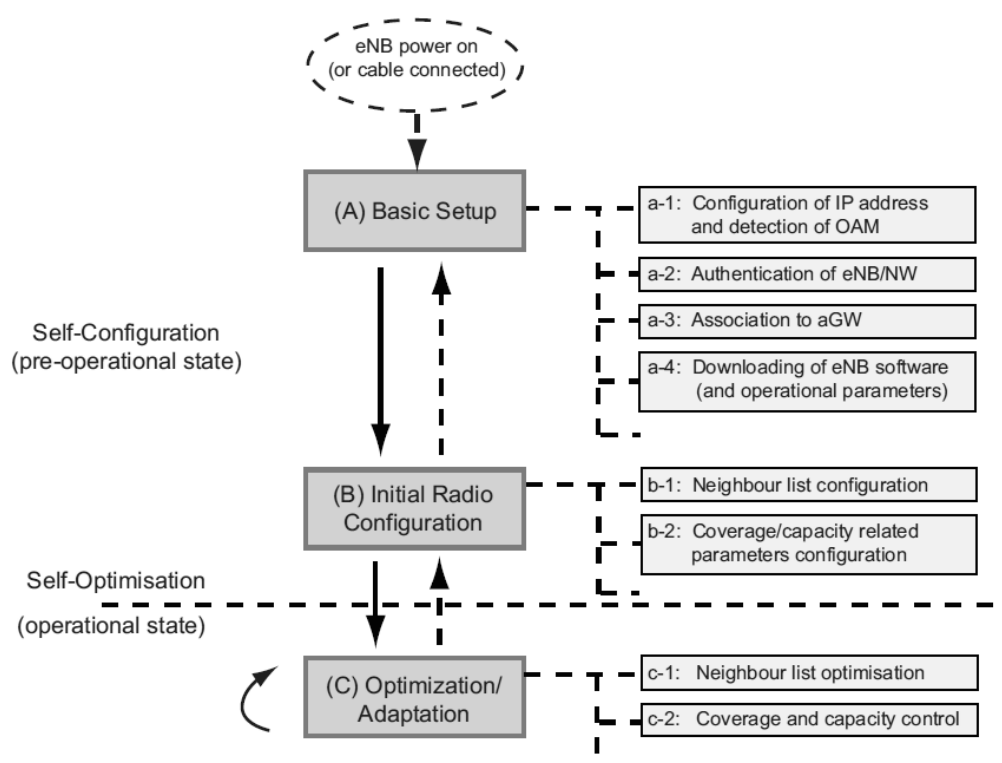 eNB power on
(or cable connected)
(A) Basic Setup
a-1: Configuration of IP address
and detection of OAM
a-2: Authentication of eNB/NW
a-3: Association to aGW
a-4: Downloading of eNB software
(and operational parameters)
Self-Configuration
(pre-operational state)
(B) Initial Radio
Configuration
b-1: Neighbour list configuration
b-2: Coverage/capacity related
parameters configuration
Self-Optimisation
(operational state)
(C) Optimization/
Adaptation
c-1: Neighbour list optimisation
c-2: Coverage and capacity control